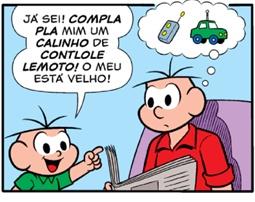 JÁ SEI! COMPLA
PLA MIM UM
CALINHO DE
CONTLOLE
LEMOTO! O MEU
ESTÁ VELHO!